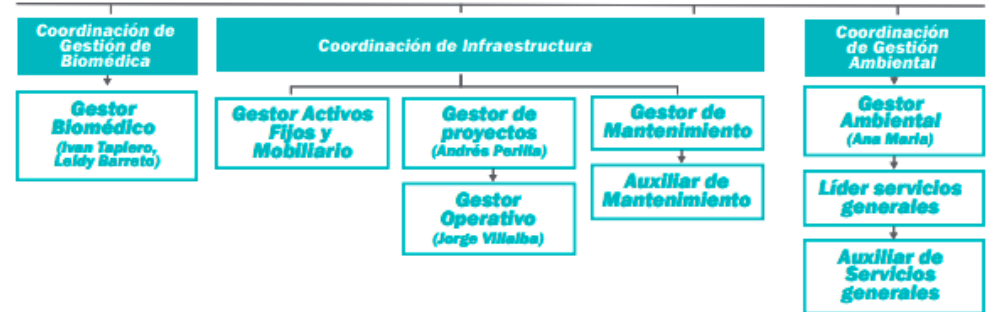 Coordinación de
Gestión de
Biomédica
Gestor
Biomédico
(Ivan Tapiero,
Leidy Barreto)
Coordinación de Infraestructura
Gestor Activos
Fijos y
Mobiliario
Gestor de
proyectos
(Andrés Perilla)
Gestor
Operativo
(Jorge Villalba)
Gestor de
Mantenimiento
Auxiliar de
Mantenimiento
Coordinación
de Gestión
Ambiental
Gestor
Ambiental
(Ana Maria)
Líder servicios
generales
Auxiliar de
Servicios
generales